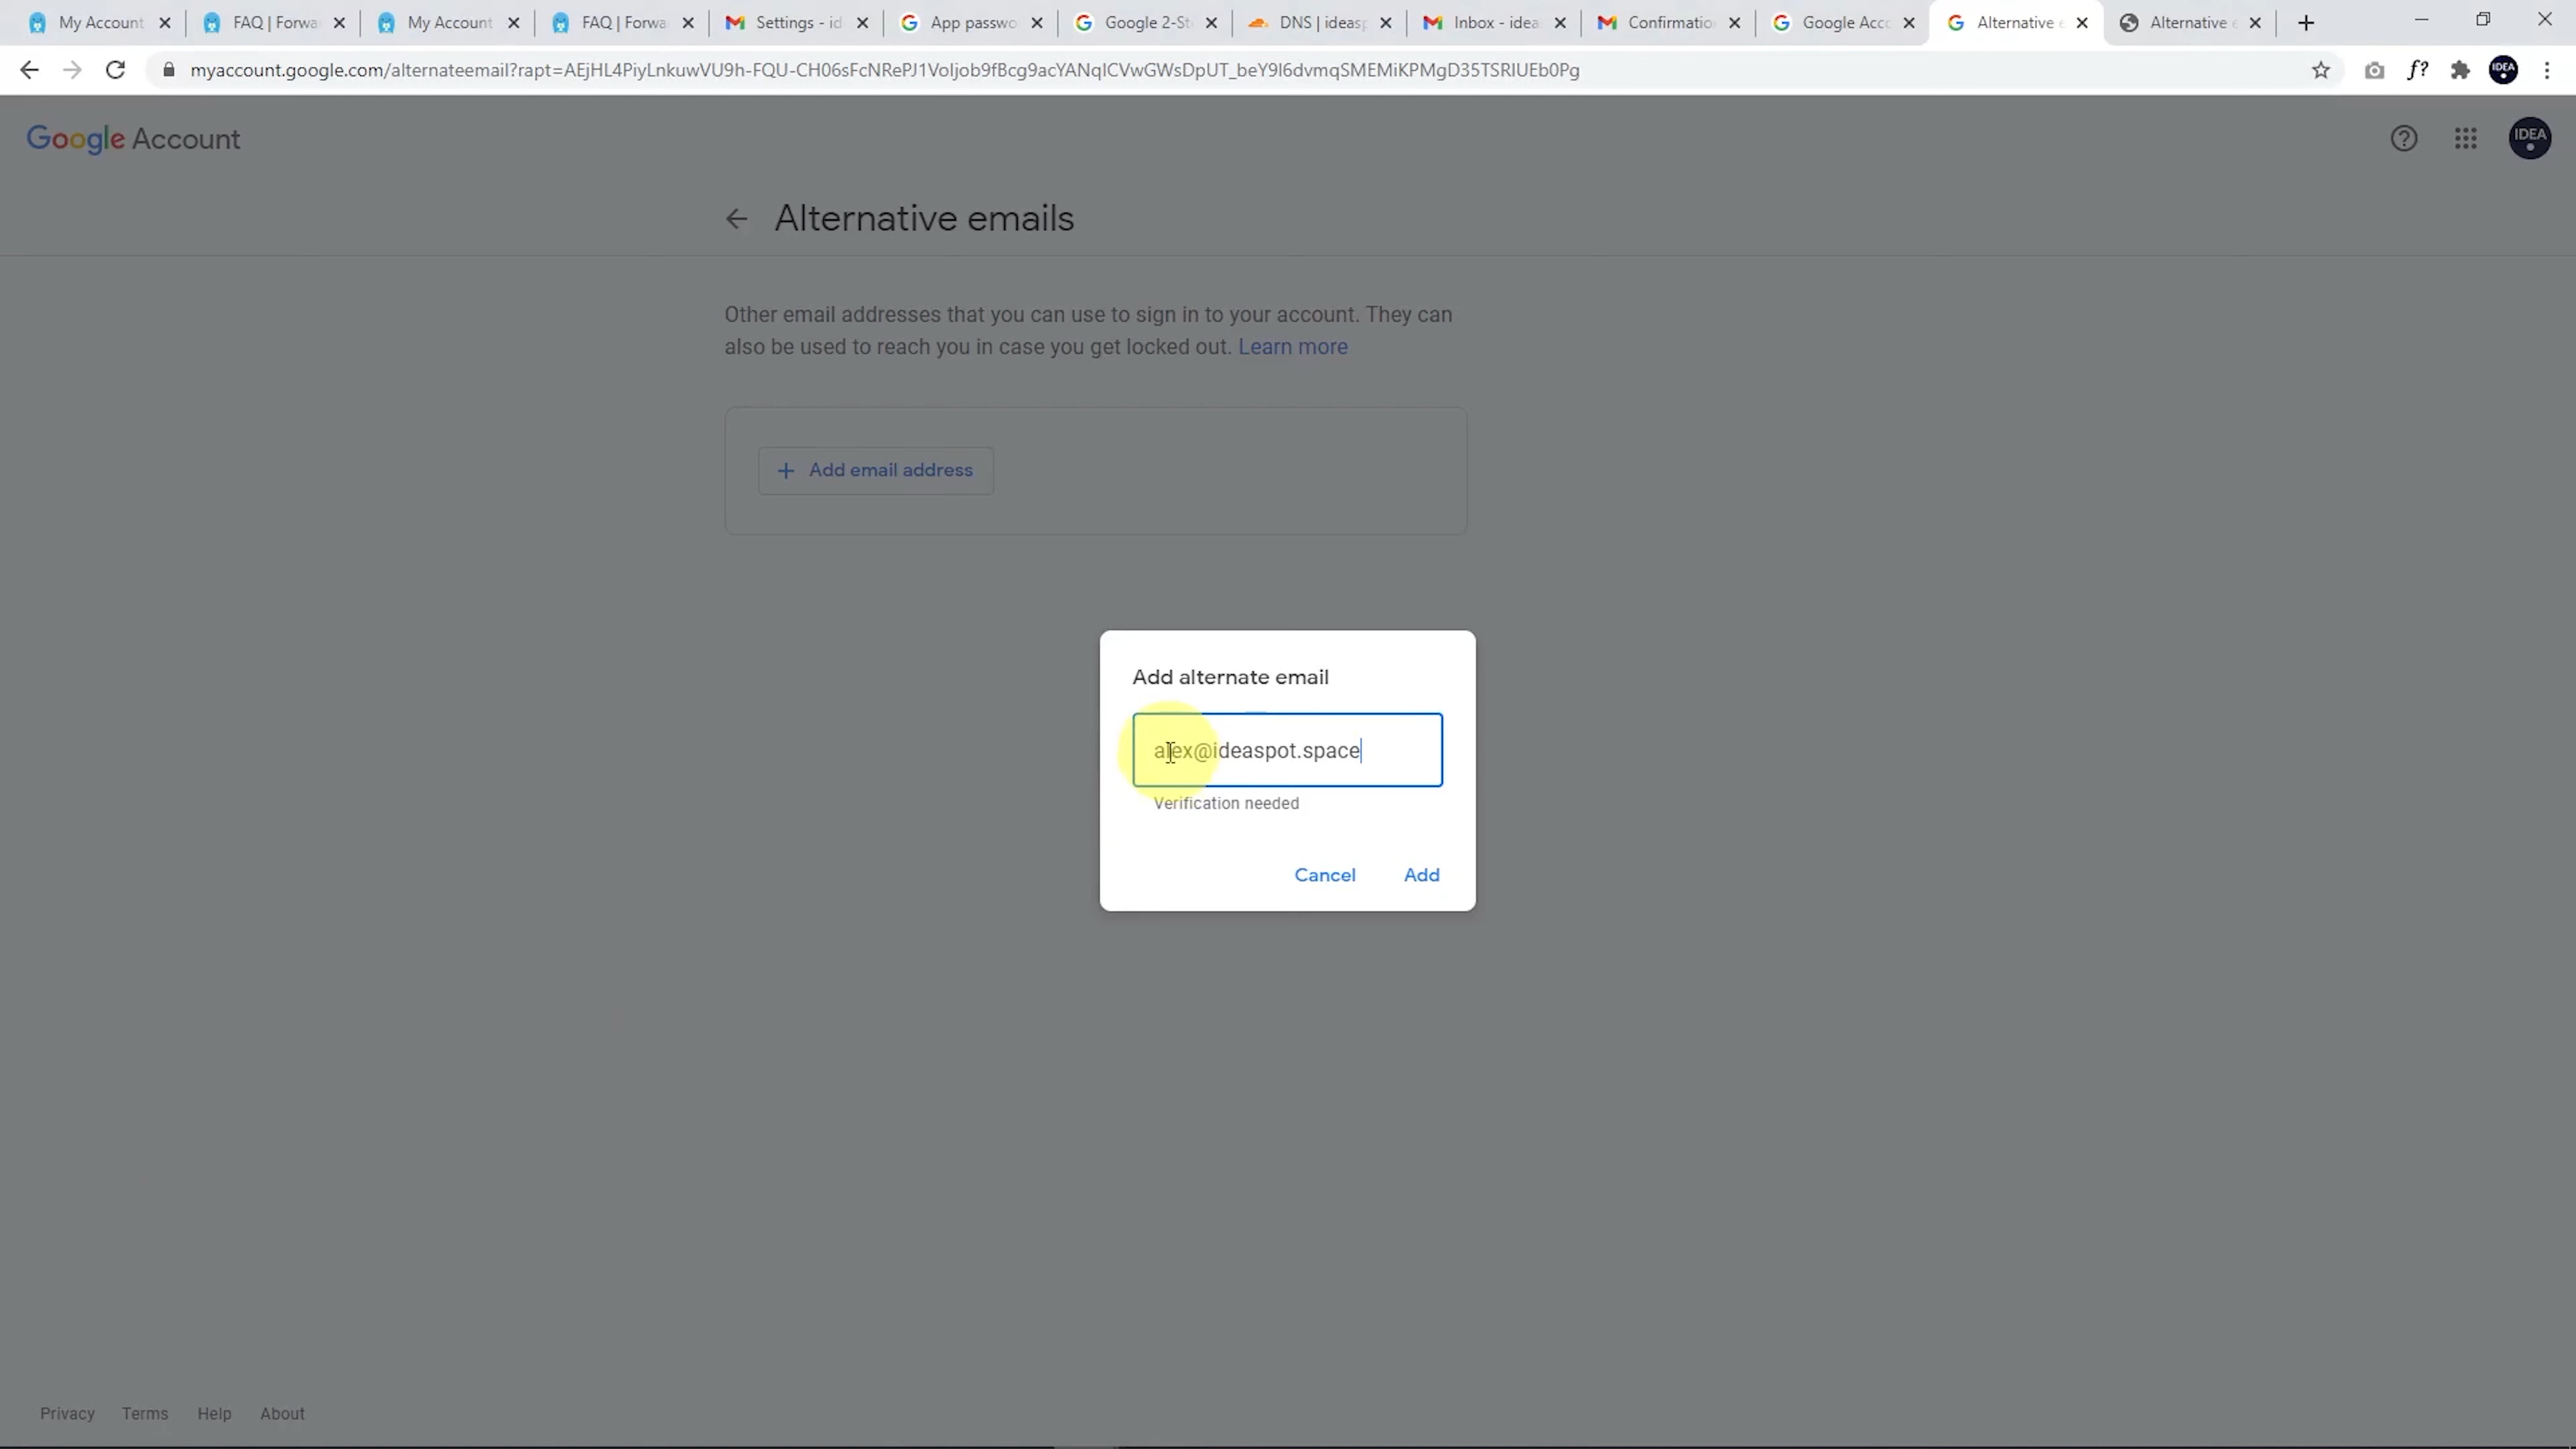 My Account
FAQ | Forwa
My Account
FAQ | Forwa
Settings - id
App passwo
Google 2-St
DNS | ideasp
Inbox - idea
Confirmatio
Google Acc
Alternative e
Alternative e
myaccount.google.com/alternateemail?rapt=AEjHL4PiyLnkuwVU9h-FQU-CH06sFcNRePJ1VoIjob9fBcg9acYANqICVwGWsDpUT_beY9I6dvmqSMEMiKPMgD35TSRIUEb0Pg
f?
IDEA
Google Account
IDEA
Alternative emails
Other email addresses that you can use to sign in to your account. They can
also be used to reach you in case you get locked out. Learn more
+ Add email address
Add alternate email
alex@ideaspot.space
Verification needed
Cancel
Add
Privacy
Terms
Help
About